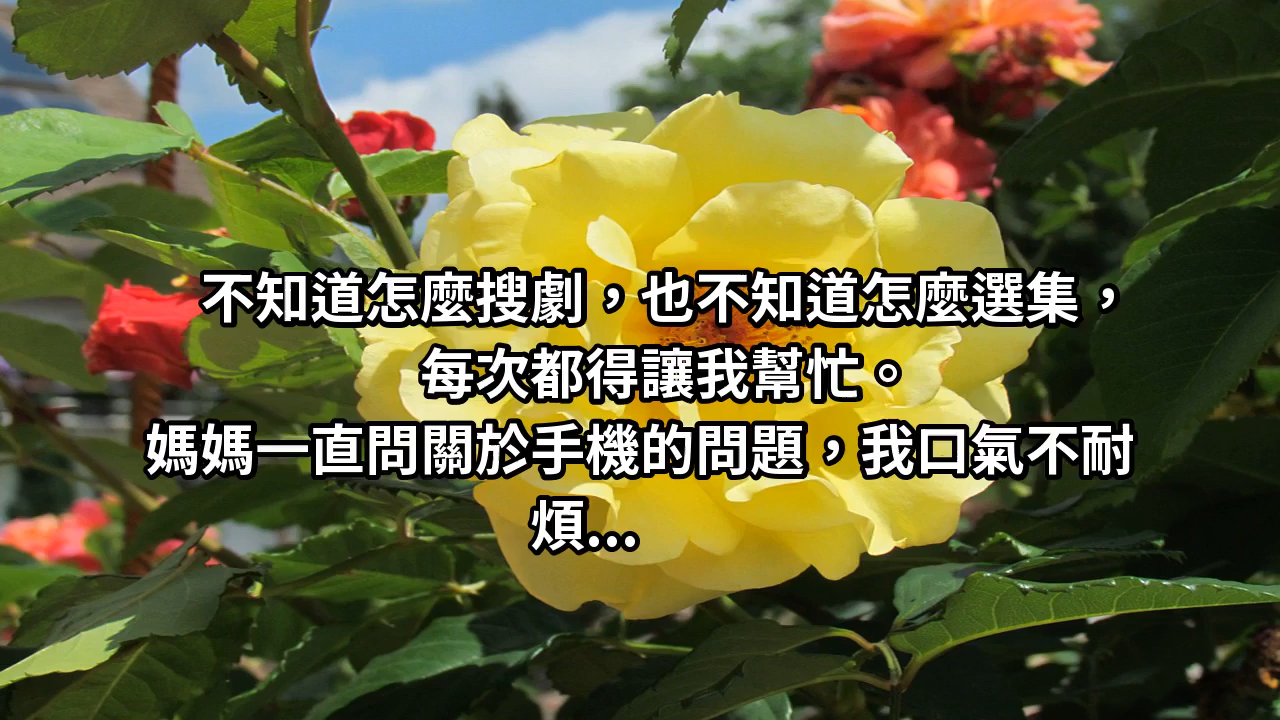 不知道怎麼搜劇，也不知道怎麼選集，
每次都得讓我幫忙。
媽媽一直問關於手機的問題，我口氣不耐
煩...